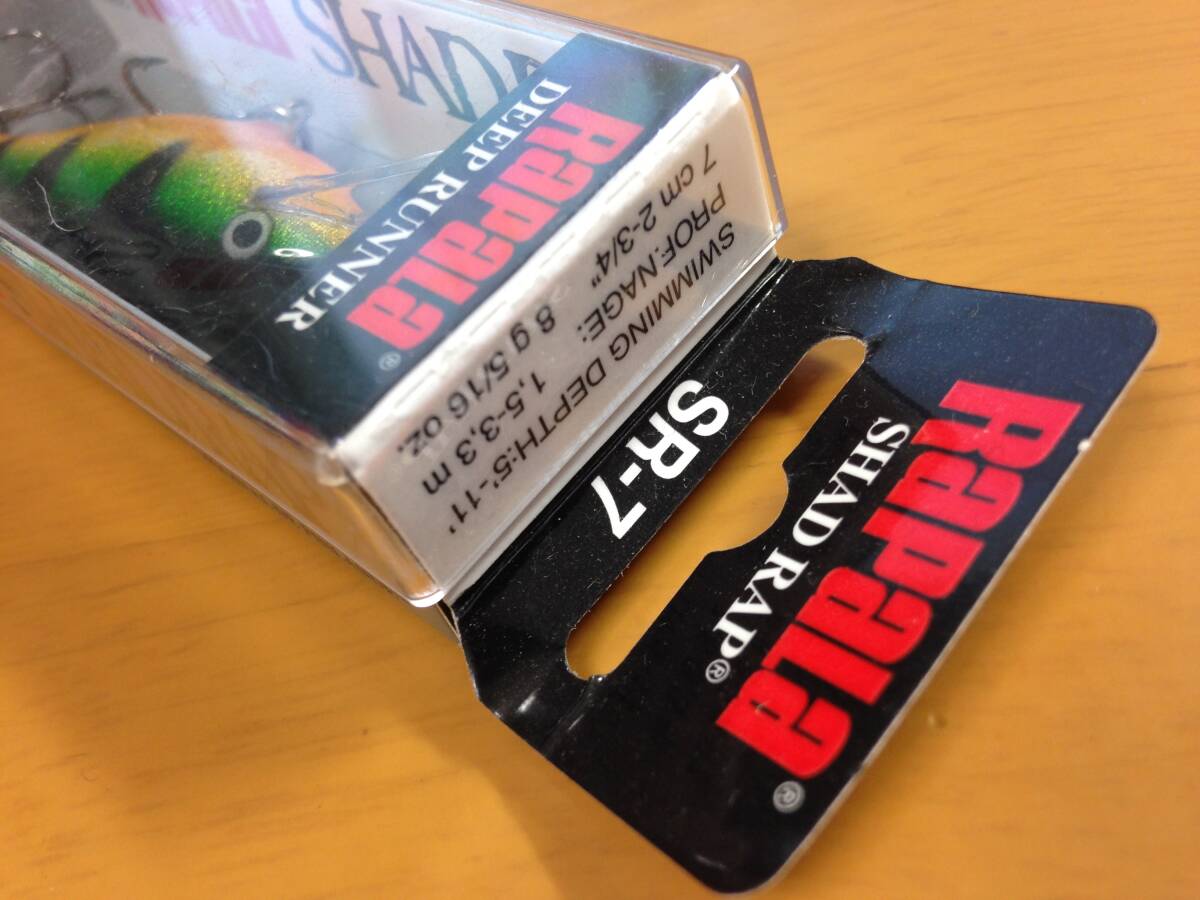 Rapala®
SHAD RAP®
SR-7
SWIMMING DEPTH:5'-11'
PROF.NAGE: 1,5-3,3 m
7 cm 2-3/4" 8 g 5/16 oz.
Rapala®
DEEP RUNNER
SHAD